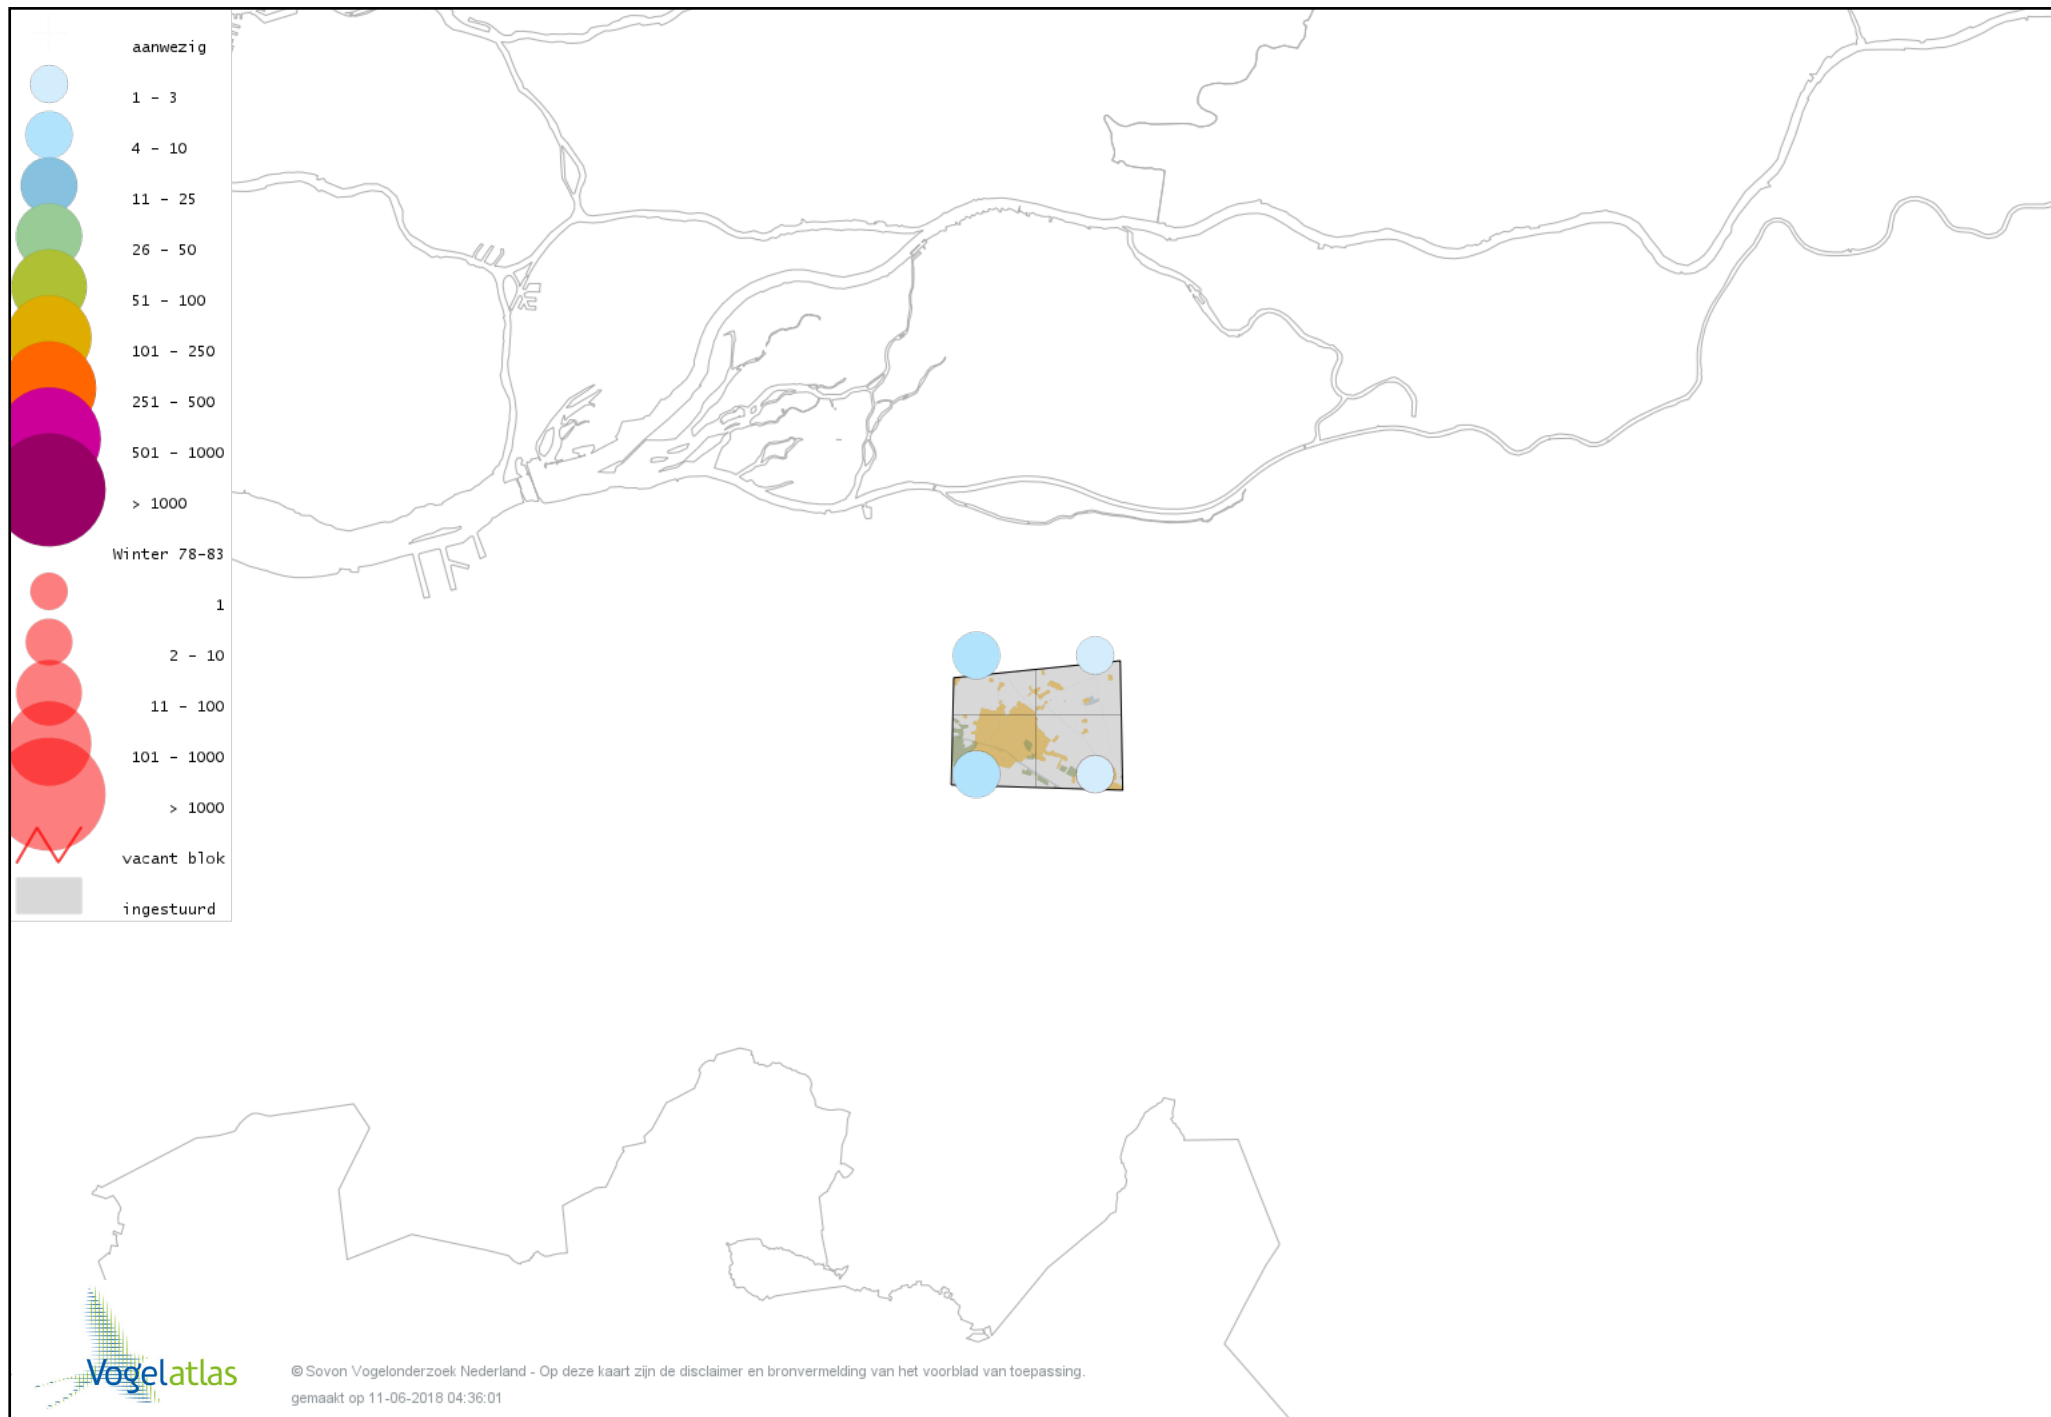 aanwezig
1 - 3
4 - 10
11 - 25
26 - 50
51 - 100
101 - 250
251 - 500
501 - 1000
> 1000
Winter 78-83
1
2 - 10
11 - 100
101 - 1000
> 1000
vacant blok
ingestuurd
Vogelatlas
© Sovon Vogelonderzoek Nederland - Op deze kaart zijn de disclaimer en bronvermelding van het voorblad van toepassing.
gemaakt op 11-06-2018 04:36:01